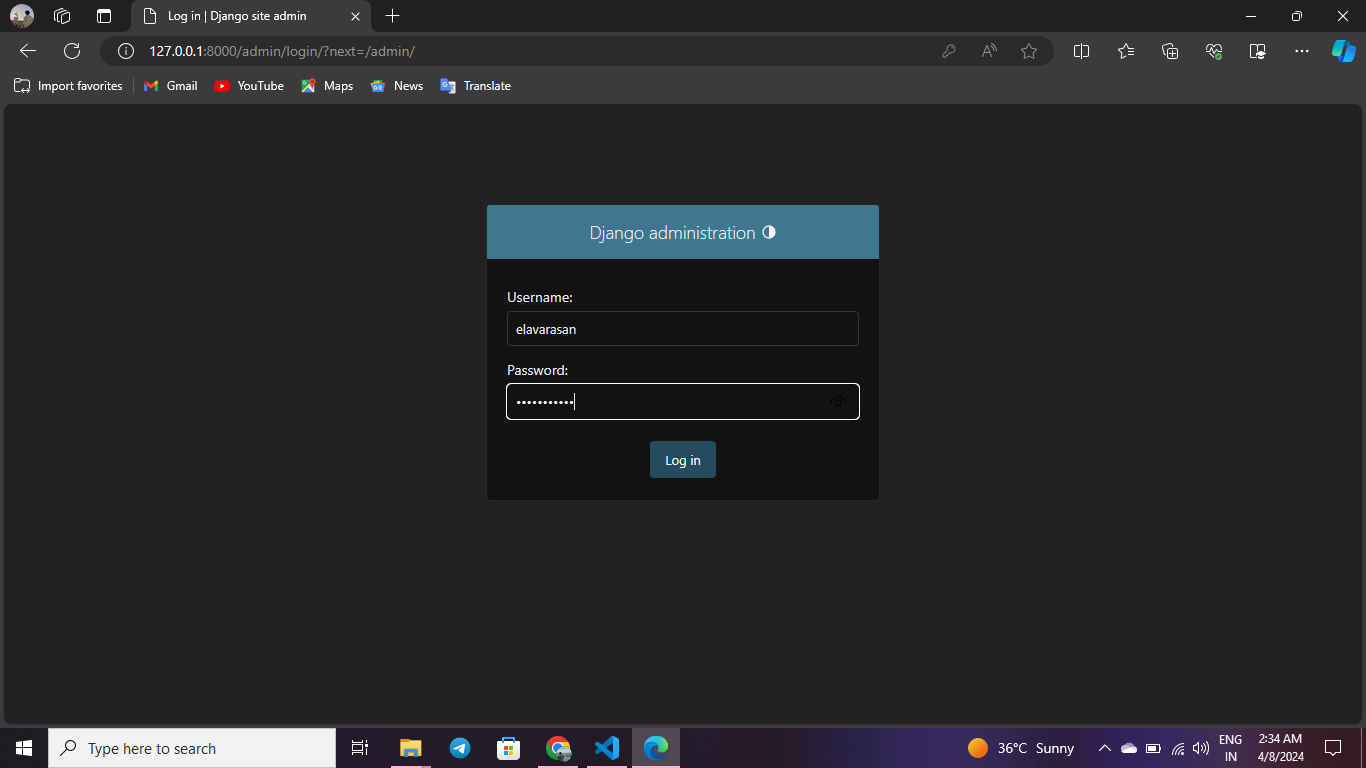 Log in | Django site admin
127.0.0.1:8000/admin/login/?next=/admin/
Import favorites Gmail YouTube Maps News Translate
Django administration
Username:
elavarasan
Password:
•••••••••••
Log in
Type here to search
36°C Sunny
ENG
IN
2:34 AM
4/8/2024